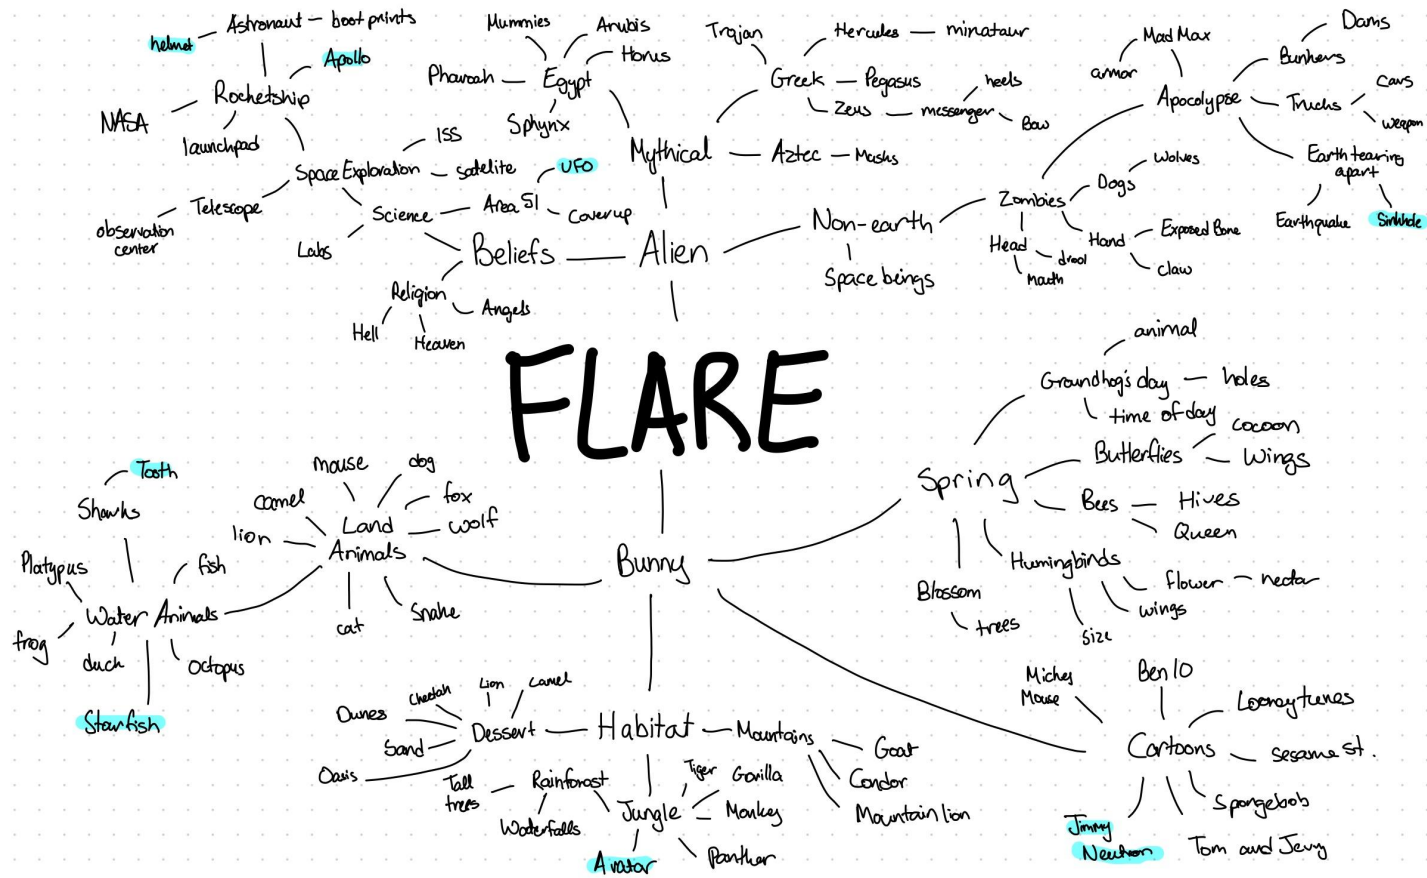 Astronaut — boot prints
helmet
Apollo
Rocketship
NASA
launchpad
Space Exploration
ISS
satelite
Telescope
observation
center
Science
Labs
Area 51
UFO
Cover up
Mummies
Anubis
Horus
Pharoah
Egypt
Sphynx
Mythical
Trojan
Hercules — minataur
Greek — Pegasus
Zeus — messenger
heels
Bow
Aztec — Masks
Beliefs
Alien
Religion
Angels
Hell
Heaven
Non-earth
Space beings
Zombies
Dogs
Wolves
Head
drool
Mouth
Hand
Exposed Bone
Claw
Apocolypse
Mad Max
armor
Bunkers
Dams
Trucks
Cars
Weapon
Earth tearing
apart
Earthquake
Sinkhole
FLARE
Bunny
Spring
Groundhog's day — holes
animal
time of day
Butterflies
Cocoon
Wings
Bees — Hives
Queen
Humingbirds
flower — nectar
wings
Size
Blossom
trees
Land
Animals
mouse
dog
camel
fox
wolf
lion
cat
Snake
Water Animals
Sharks
Tooth
Platypus
fish
frog
duck
Octopus
Starfish
Habitat
Dessert
Cheetah
Lion
Camel
Dunes
Sand
Oasis
Mountains
Goat
Condor
Mountain lion
Jungle
Tiger
Gorilla
Monkey
Panther
Avatar
Rainforest
Tall
trees
Waterfalls
Cartoons
Mickey
Mouse
Ben 10
Looney tunes
Sesame St.
Spongebob
Tom and Jerry
Jimmy
Neutron